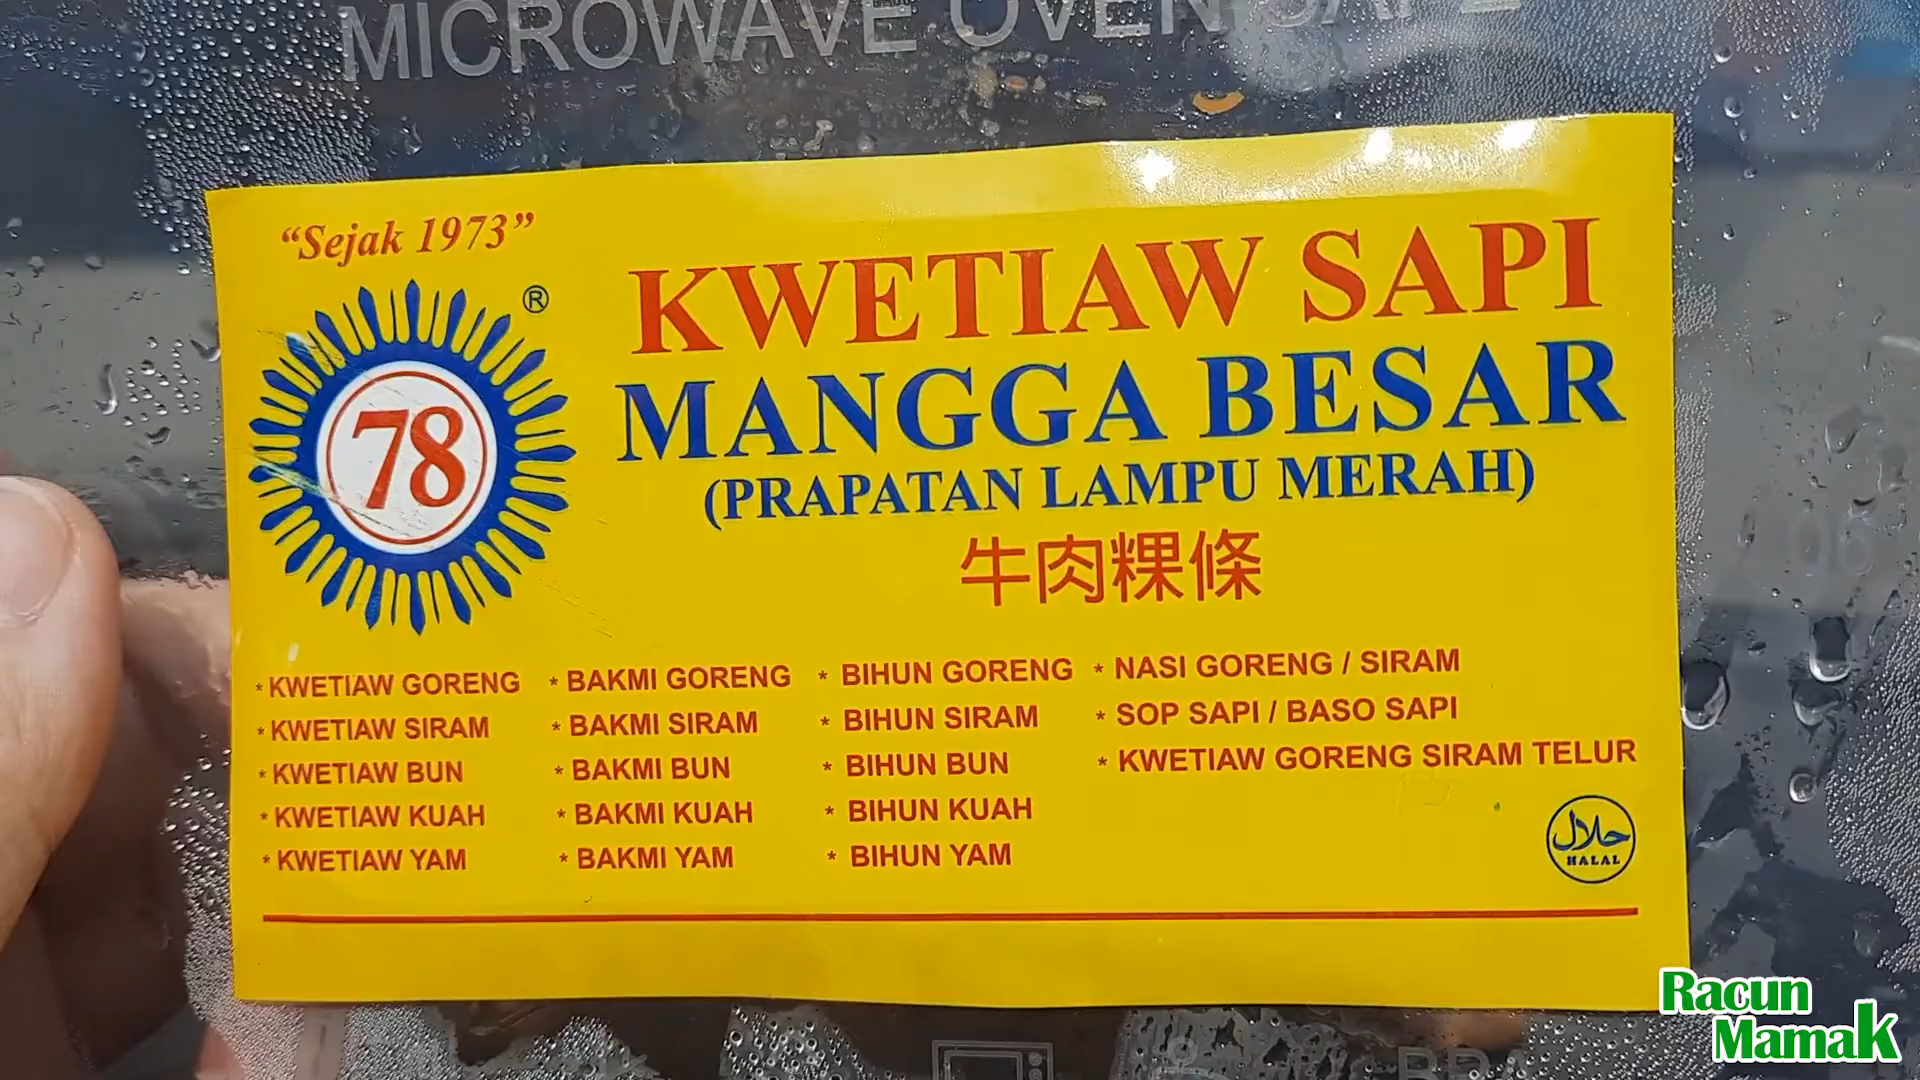 MICROWAVE OVEN SAFE
“Sejak 1973”
®
78
KWETIAW SAPI
MANGGA BESAR
(PRAPATAN LAMPU MERAH)
牛肉粿條
* KWETIAW GORENG
* KWETIAW SIRAM
* KWETIAW BUN
* KWETIAW KUAH
* KWETIAW YAM
* BAKMI GORENG
* BAKMI SIRAM
* BAKMI BUN
* BAKMI KUAH
* BAKMI YAM
* BIHUN GORENG
* BIHUN SIRAM
* BIHUN BUN
* BIHUN KUAH
* BIHUN YAM
* NASI GORENG / SIRAM
* SOP SAPI / BASO SAPI
* KWETIAW GORENG SIRAM TELUR
حلال
HALAL
06
Racun
MamaK